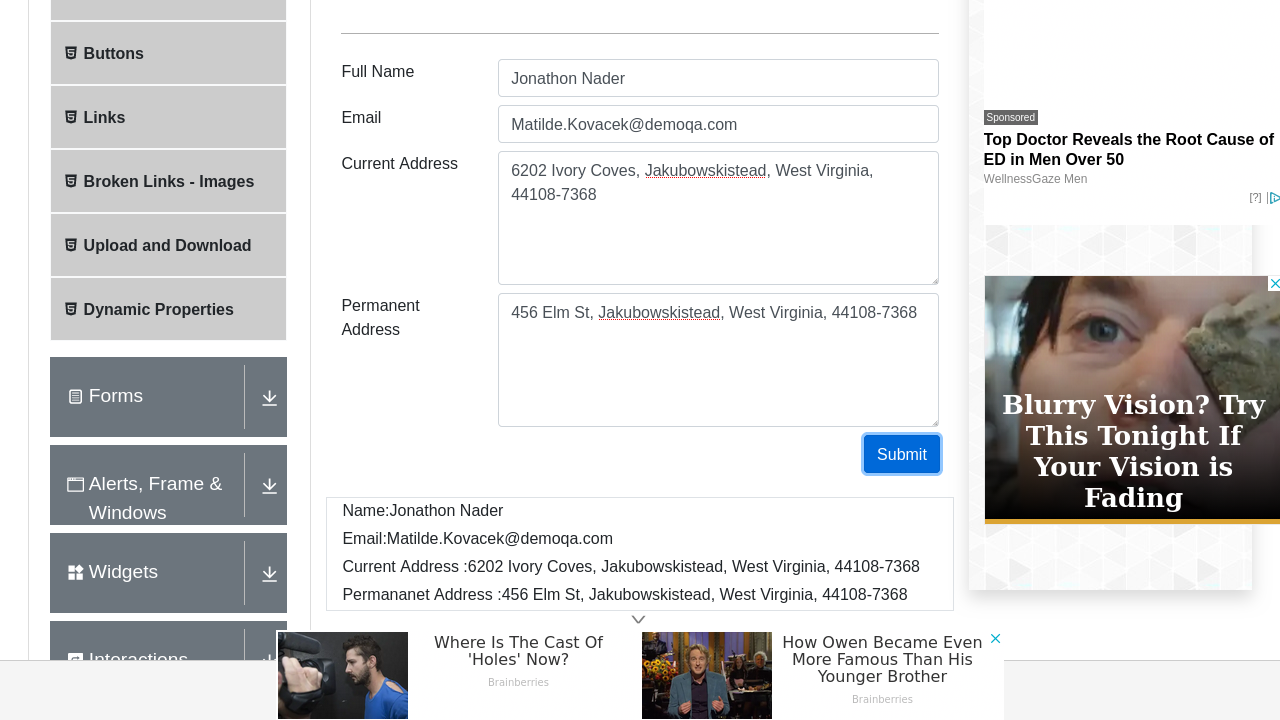 Buttons
Links
Broken Links - Images
Upload and Download
Dynamic Properties
Forms
Alerts, Frame &
Windows
Widgets
Interactions
Full Name
Jonathon Nader
Email
Matilde.Kovacek@demoqa.com
Current Address
6202 Ivory Coves, Jakubowskistead, West Virginia,
44108-7368
Permanent
Address
456 Elm St, Jakubowskistead, West Virginia, 44108-7368
Submit
Name:Jonathon Nader
Email:Matilde.Kovacek@demoqa.com
Current Address :6202 Ivory Coves, Jakubowskistead, West Virginia, 44108-7368
Permananet Address :456 Elm St, Jakubowskistead, West Virginia, 44108-7368
Sponsored
Top Doctor Reveals the Root Cause of
ED in Men Over 50
WellnessGaze Men
[?]
Blurry Vision? Try
This Tonight If
Your Vision is
Fading
Where Is The Cast Of
'Holes' Now?
Brainberries
How Owen Became Even
More Famous Than His
Younger Brother
Brainberries